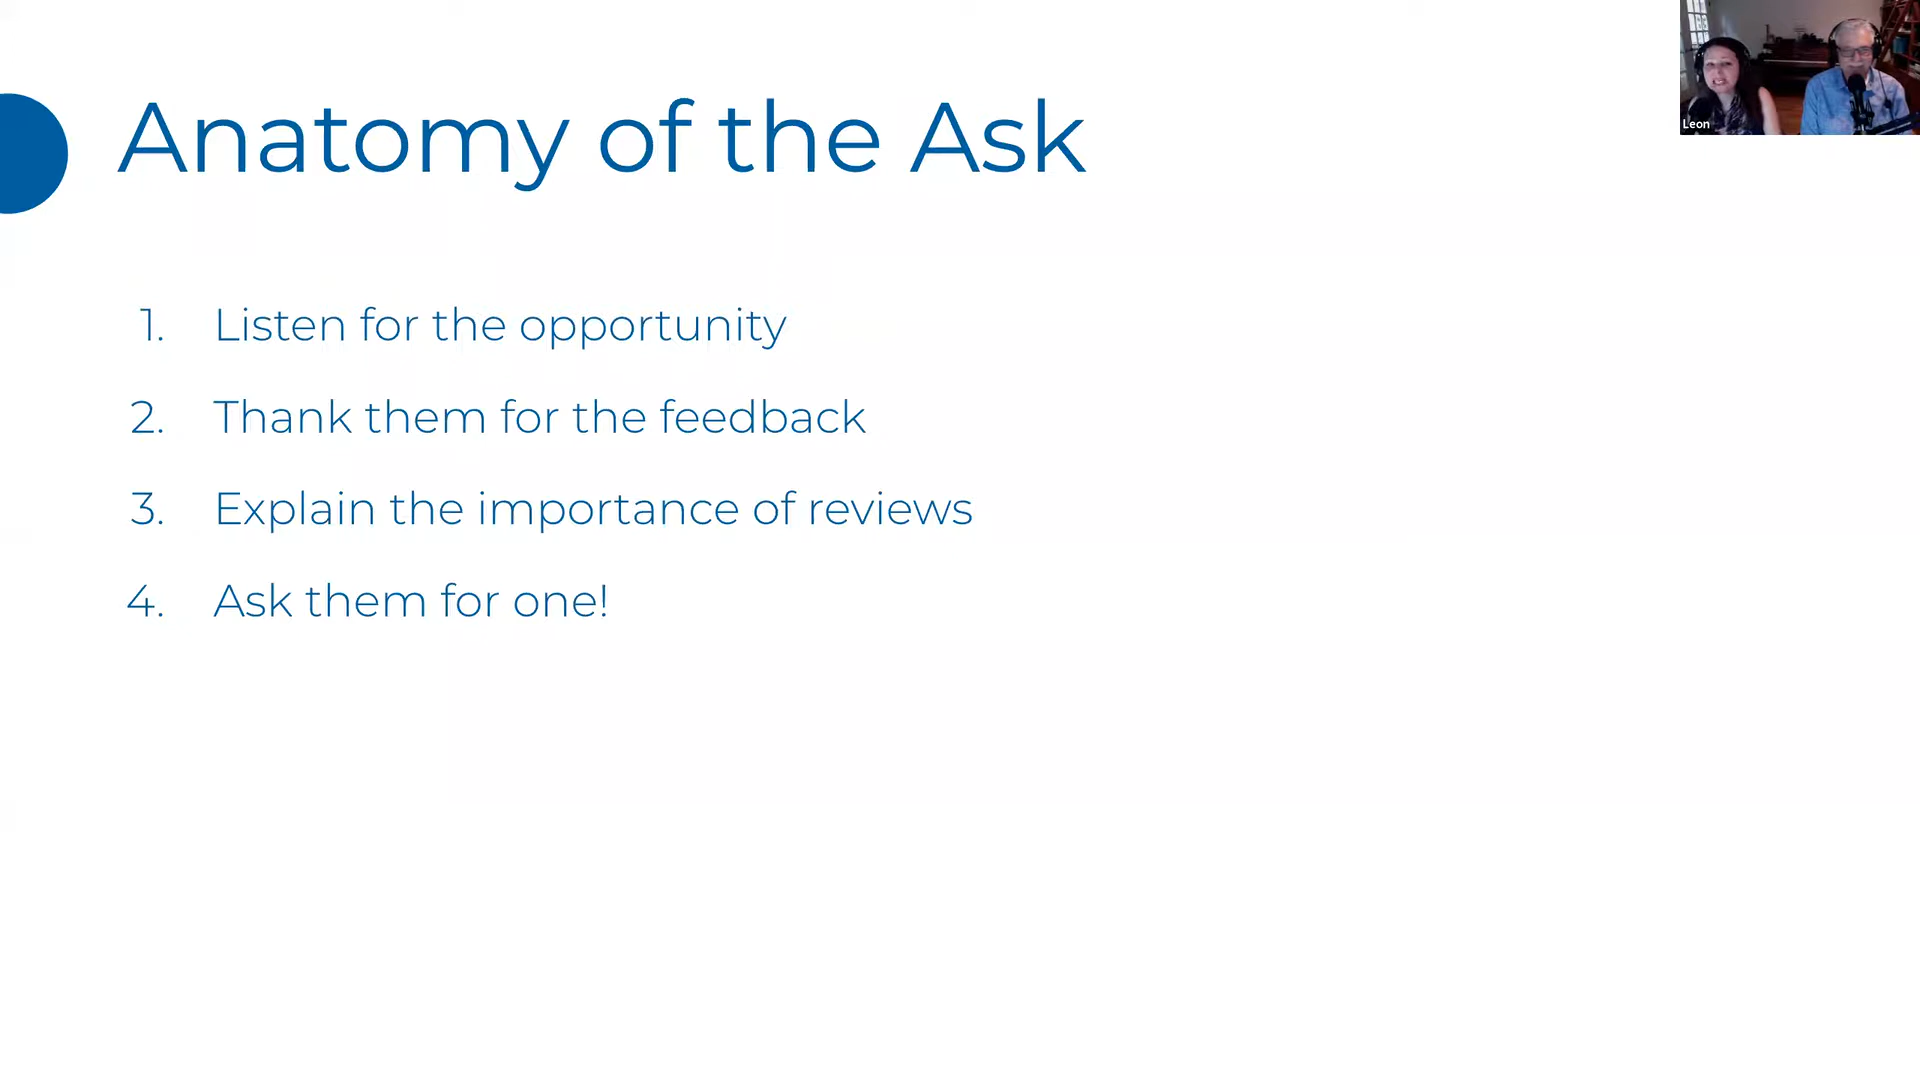 Anatomy of the Ask
1. Listen for the opportunity
2. Thank them for the feedback
3. Explain the importance of reviews
4. Ask them for one!
Leon